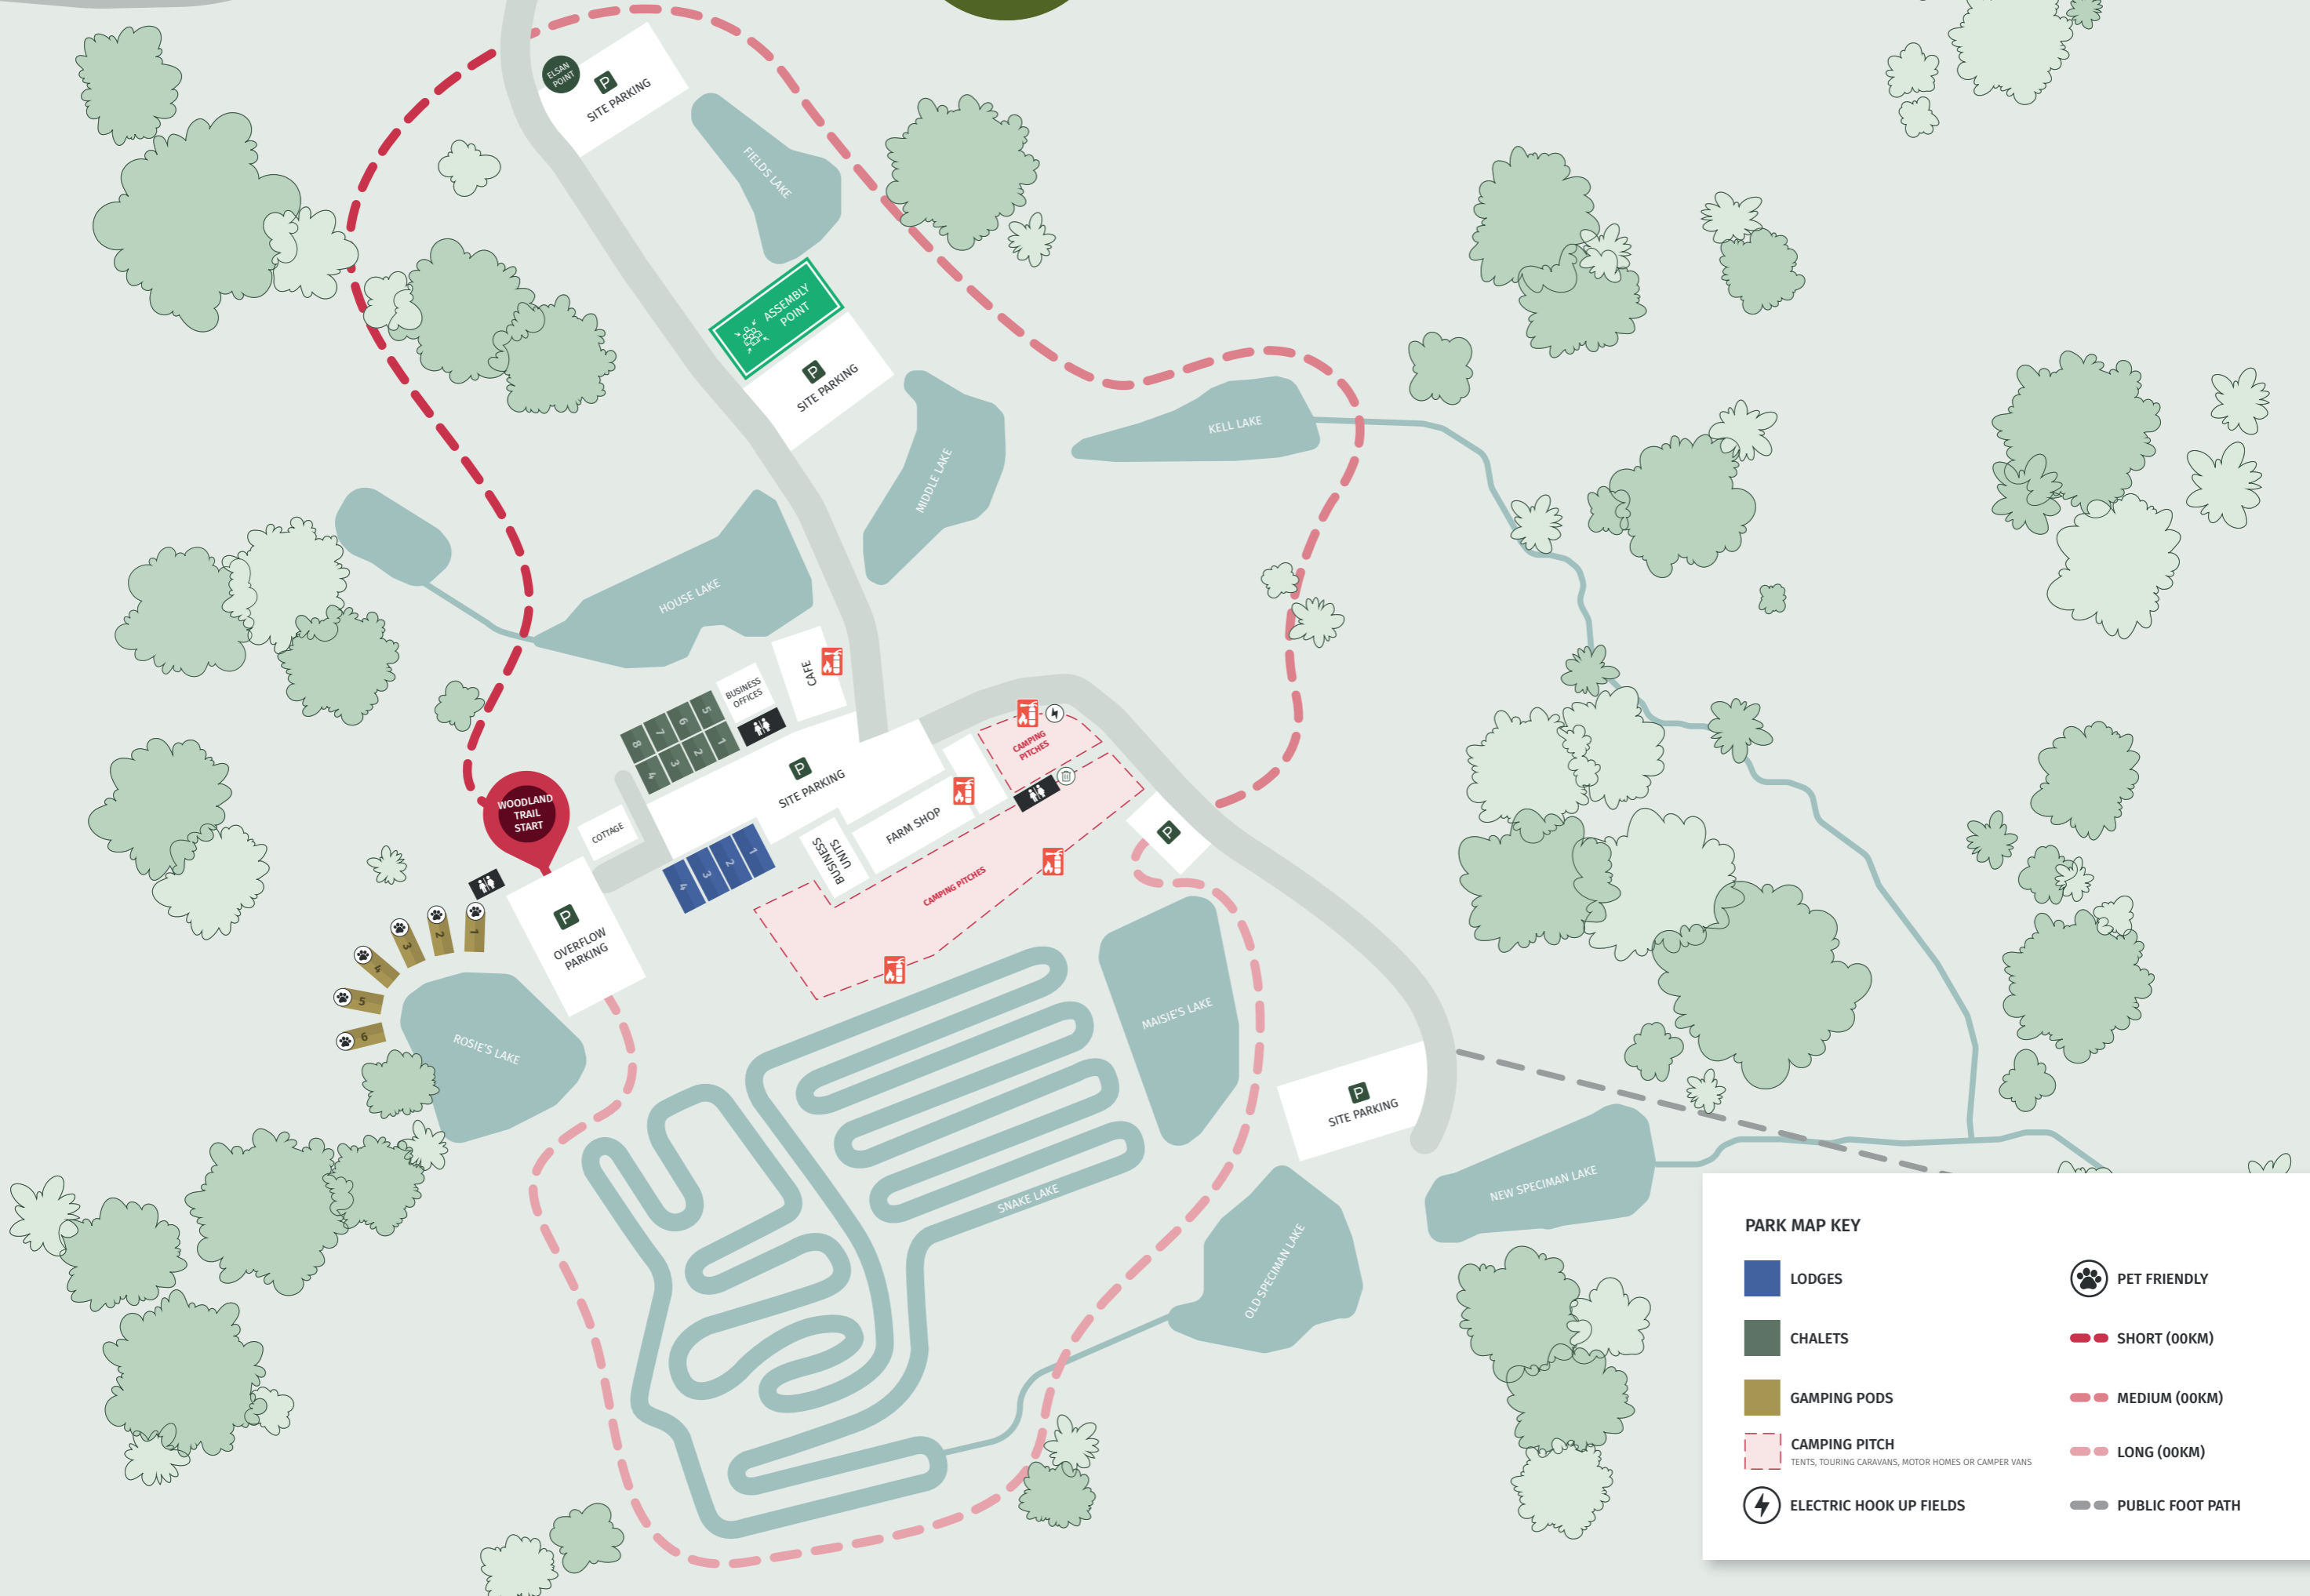 ELSAN
POINT
P
SITE PARKING
FIELDS LAKE
ASSEMBLY
POINT
P
SITE PARKING
MIDDLE LAKE
KELL LAKE
HOUSE LAKE
CAFE
BUSINESS
OFFICES
8
7
6
5
4
3
2
1
P
SITE PARKING
CAMPING
PITCHES
WOODLAND
TRAIL
START
COTTAGE
FARM SHOP
BUSINESS
UNITS
P
4
3
2
1
CAMPING PITCHES
P
OVERFLOW
PARKING
1
2
3
4
5
6
ROSIE'S LAKE
MAISIE'S LAKE
P
SITE PARKING
SNAKE LAKE
NEW SPECIMAN LAKE
OLD SPECIMAN LAKE
PARK MAP KEY
LODGES
CHALETS
GAMPING PODS
CAMPING PITCH
TENTS, TOURING CARAVANS, MOTOR HOMES OR CAMPER VANS
ELECTRIC HOOK UP FIELDS
PET FRIENDLY
SHORT (00KM)
MEDIUM (00KM)
LONG (00KM)
PUBLIC FOOT PATH